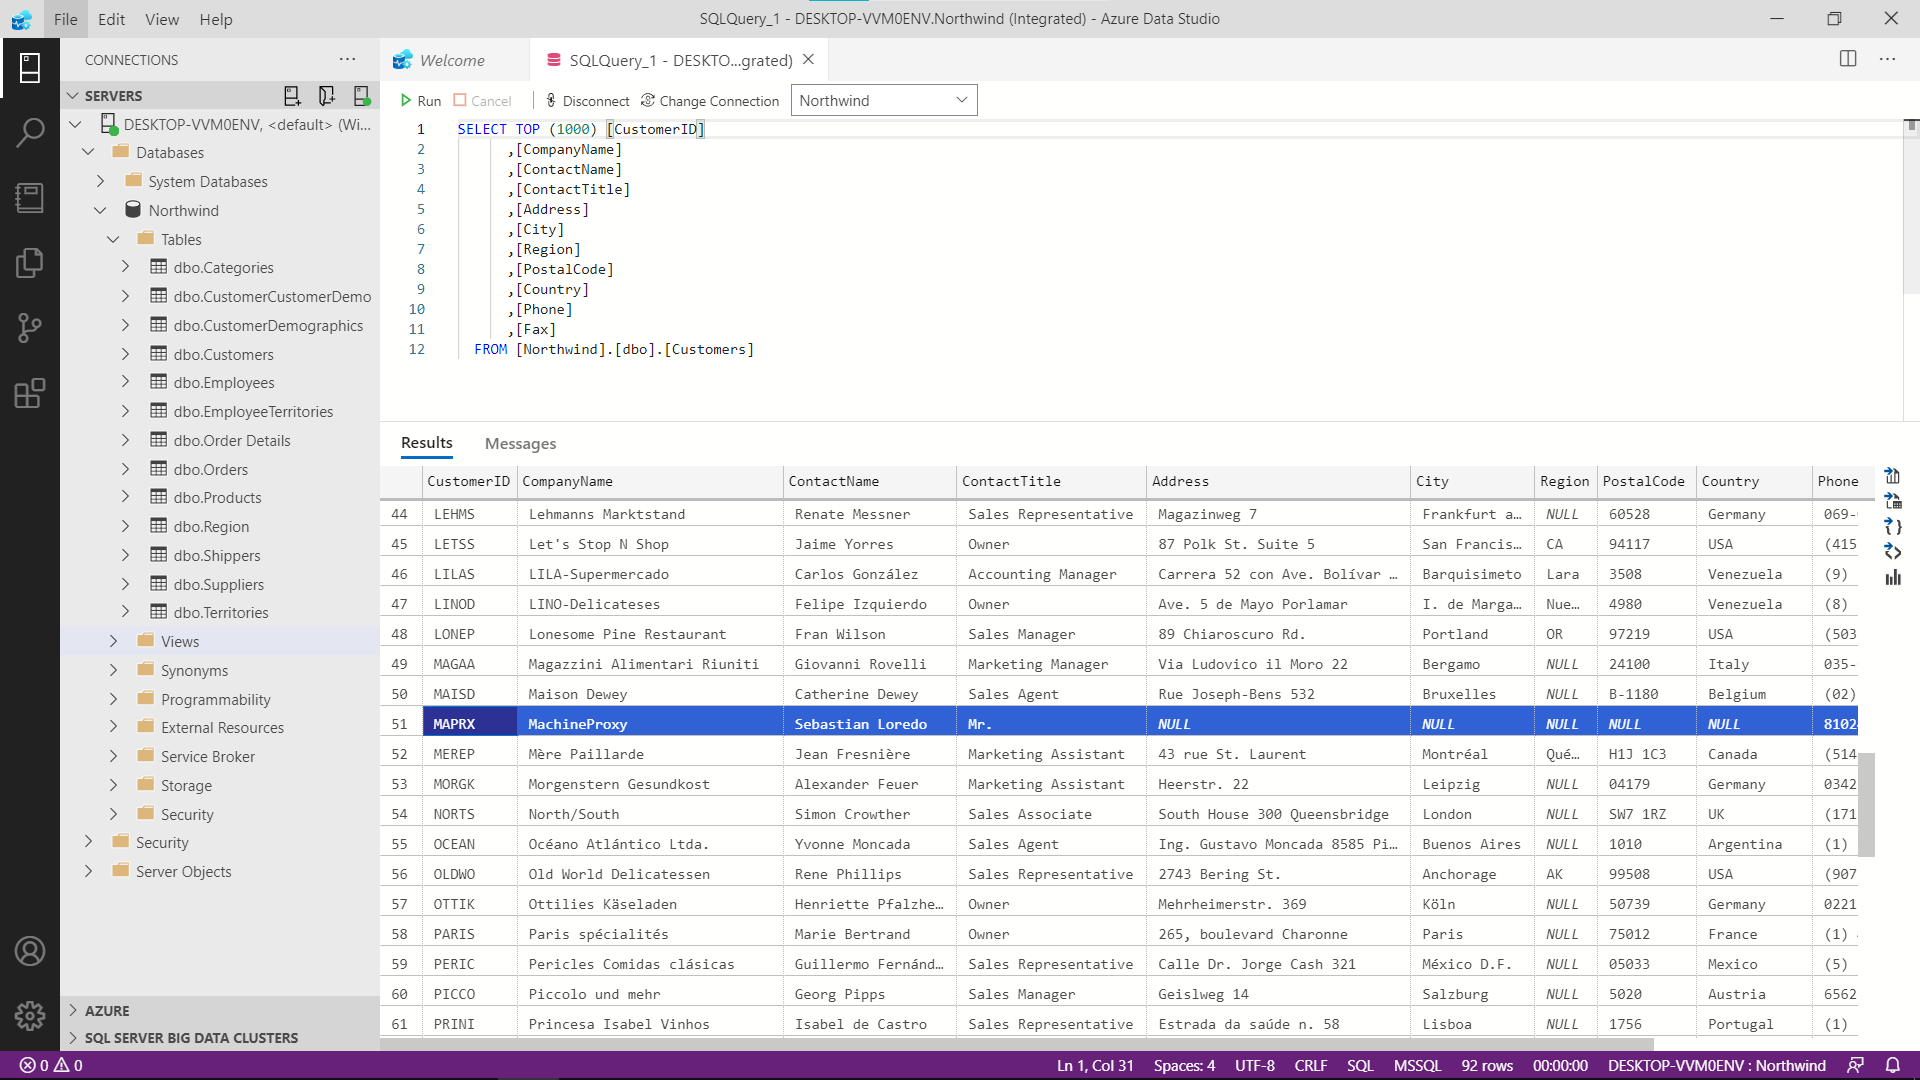 File Edit View Help
SQLQuery_1 - DESKTOP-VVM0ENV.Northwind (Integrated) - Azure Data Studio
CONNECTIONS
SERVERS
DESKTOP-VVM0ENV, <default> (Wi...
Databases
System Databases
Northwind
Tables
dbo.Categories
dbo.CustomerCustomerDemo
dbo.CustomerDemographics
dbo.Customers
dbo.Employees
dbo.EmployeeTerritories
dbo.Order Details
dbo.Orders
dbo.Products
dbo.Region
dbo.Shippers
dbo.Suppliers
dbo.Territories
Views
Synonyms
Programmability
External Resources
Service Broker
Storage
Security
Security
Server Objects
AZURE
SQL SERVER BIG DATA CLUSTERS
Welcome SQLQuery_1 - DESKTO...grated)
Run Cancel Disconnect Change Connection Northwind
1 SELECT TOP (1000) [CustomerID]
2 ,[CompanyName]
3 ,[ContactName]
4 ,[ContactTitle]
5 ,[Address]
6 ,[City]
7 ,[Region]
8 ,[PostalCode]
9 ,[Country]
10 ,[Phone]
11 ,[Fax]
12 FROM [Northwind].[dbo].[Customers]
Results Messages
CustomerID CompanyName ContactName ContactTitle Address City Region PostalCode Country Phone
44 LEHMS Lehmanns Marktstand Renate Messner Sales Representative Magazinweg 7 Frankfurt a... NULL 60528 Germany 069-
45 LETSS Let's Stop N Shop Jaime Yorres Owner 87 Polk St. Suite 5 San Francis... CA 94117 USA (415
46 LILAS LILA-Supermercado Carlos González Accounting Manager Carrera 52 con Ave. Bolívar ... Barquisimeto Lara 3508 Venezuela (9)
47 LINOD LINO-Delicateses Felipe Izquierdo Owner Ave. 5 de Mayo Porlamar I. de Marga... Nue... 4980 Venezuela (8)
48 LONEP Lonesome Pine Restaurant Fran Wilson Sales Manager 89 Chiaroscuro Rd. Portland OR 97219 USA (503
49 MAGAA Magazzini Alimentari Riuniti Giovanni Rovelli Marketing Manager Via Ludovico il Moro 22 Bergamo NULL 24100 Italy 035-
50 MAISD Maison Dewey Catherine Dewey Sales Agent Rue Joseph-Bens 532 Bruxelles NULL B-1180 Belgium (02)
51 MAPRX MachineProxy Sebastian Loredo Mr. NULL NULL NULL NULL NULL 8102
52 MEREP Mère Paillarde Jean Fresnière Marketing Assistant 43 rue St. Laurent Montréal Qué... H1J 1C3 Canada (514
53 MORGK Morgenstern Gesundkost Alexander Feuer Marketing Assistant Heerstr. 22 Leipzig NULL 04179 Germany 0342
54 NORTS North/South Simon Crowther Sales Associate South House 300 Queensbridge London NULL SW7 1RZ UK (171
55 OCEAN Océano Atlántico Ltda. Yvonne Moncada Sales Agent Ing. Gustavo Moncada 8585 Pi... Buenos Aires NULL 1010 Argentina (1)
56 OLDWO Old World Delicatessen Rene Phillips Sales Representative 2743 Bering St. Anchorage AK 99508 USA (907
57 OTTIK Ottilies Käseladen Henriette Pfalzhe... Owner Mehrheimerstr. 369 Köln NULL 50739 Germany 0221
58 PARIS Paris spécialités Marie Bertrand Owner 265, boulevard Charonne Paris NULL 75012 France (1)
59 PERIC Pericles Comidas clásicas Guillermo Fernánd... Sales Representative Calle Dr. Jorge Cash 321 México D.F. NULL 05033 Mexico (5)
60 PICCO Piccolo und mehr Georg Pipps Sales Manager Geislweg 14 Salzburg NULL 5020 Austria 6562
61 PRINI Princesa Isabel Vinhos Isabel de Castro Sales Representative Estrada da saúde n. 58 Lisboa NULL 1756 Portugal (1)
0 0 Ln 1, Col 31 Spaces: 4 UTF-8 CRLF SQL MSSQL 92 rows 00:00:00 DESKTOP-VVM0ENV : Northwind